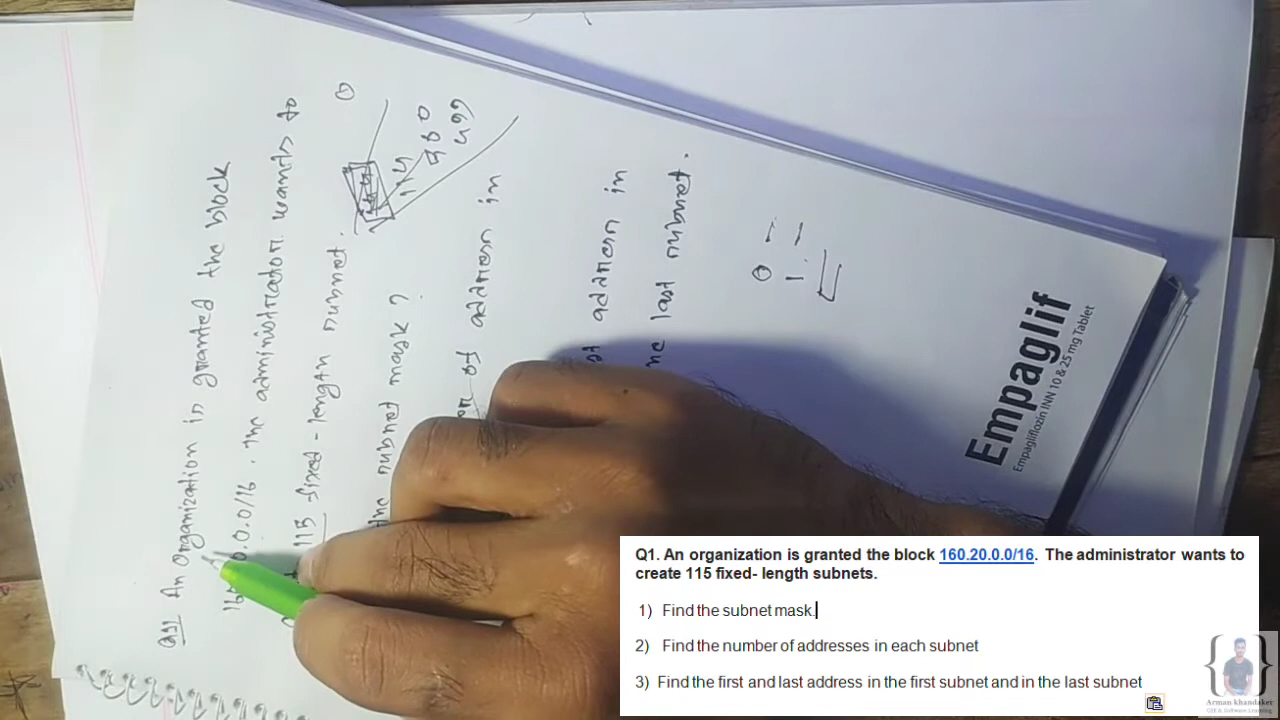 Q1) An organization is granted the block
0.0/16. The administrator wants to
115 fixed-length subnet.
the subnet mask?
of address in
address in
last subnet.
0 -
1. -
Empaglif
Empagliflozin INN 10 & 25 mg Tablet
Q1. An organization is granted the block 160.20.0.0/16. The administrator wants to
create 115 fixed- length subnets.
1) Find the subnet mask.
2) Find the number of addresses in each subnet
3) Find the first and last address in the first subnet and in the last subnet
Arman khandaker